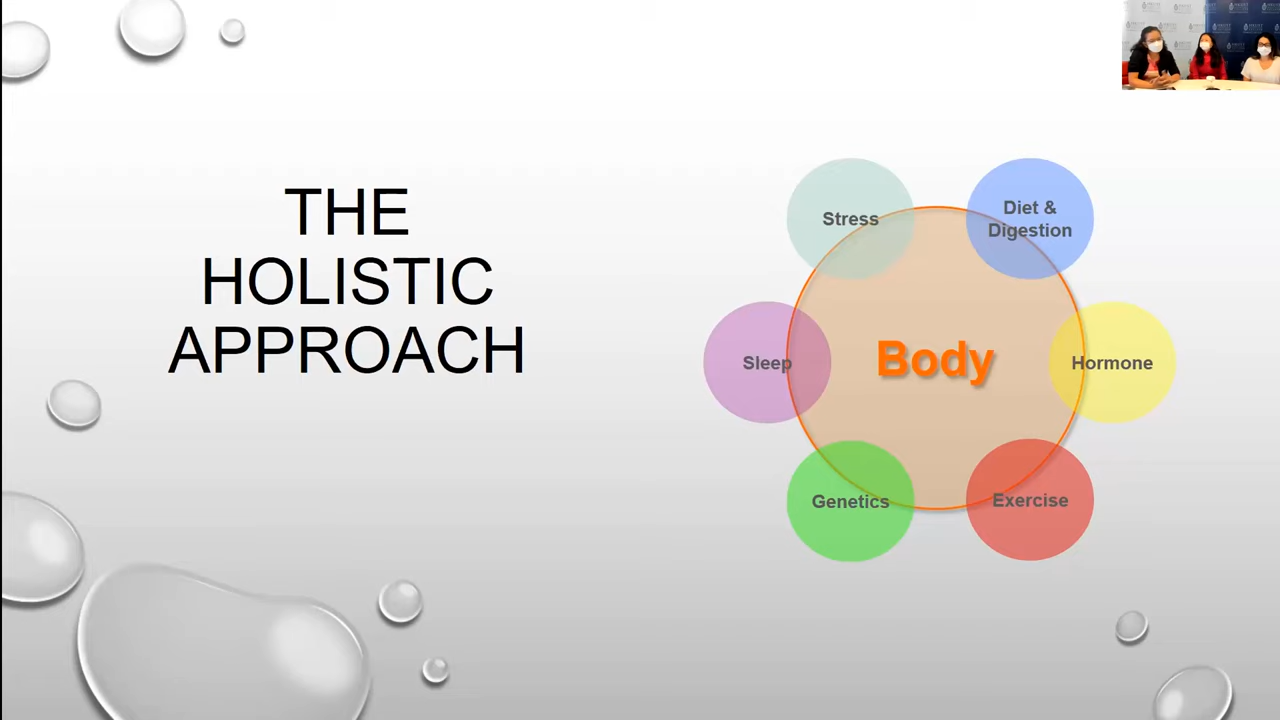 THE
HOLISTIC
APPROACH
Stress
Diet &
Digestion
Sleep
Body
Hormone
Genetics
Exercise